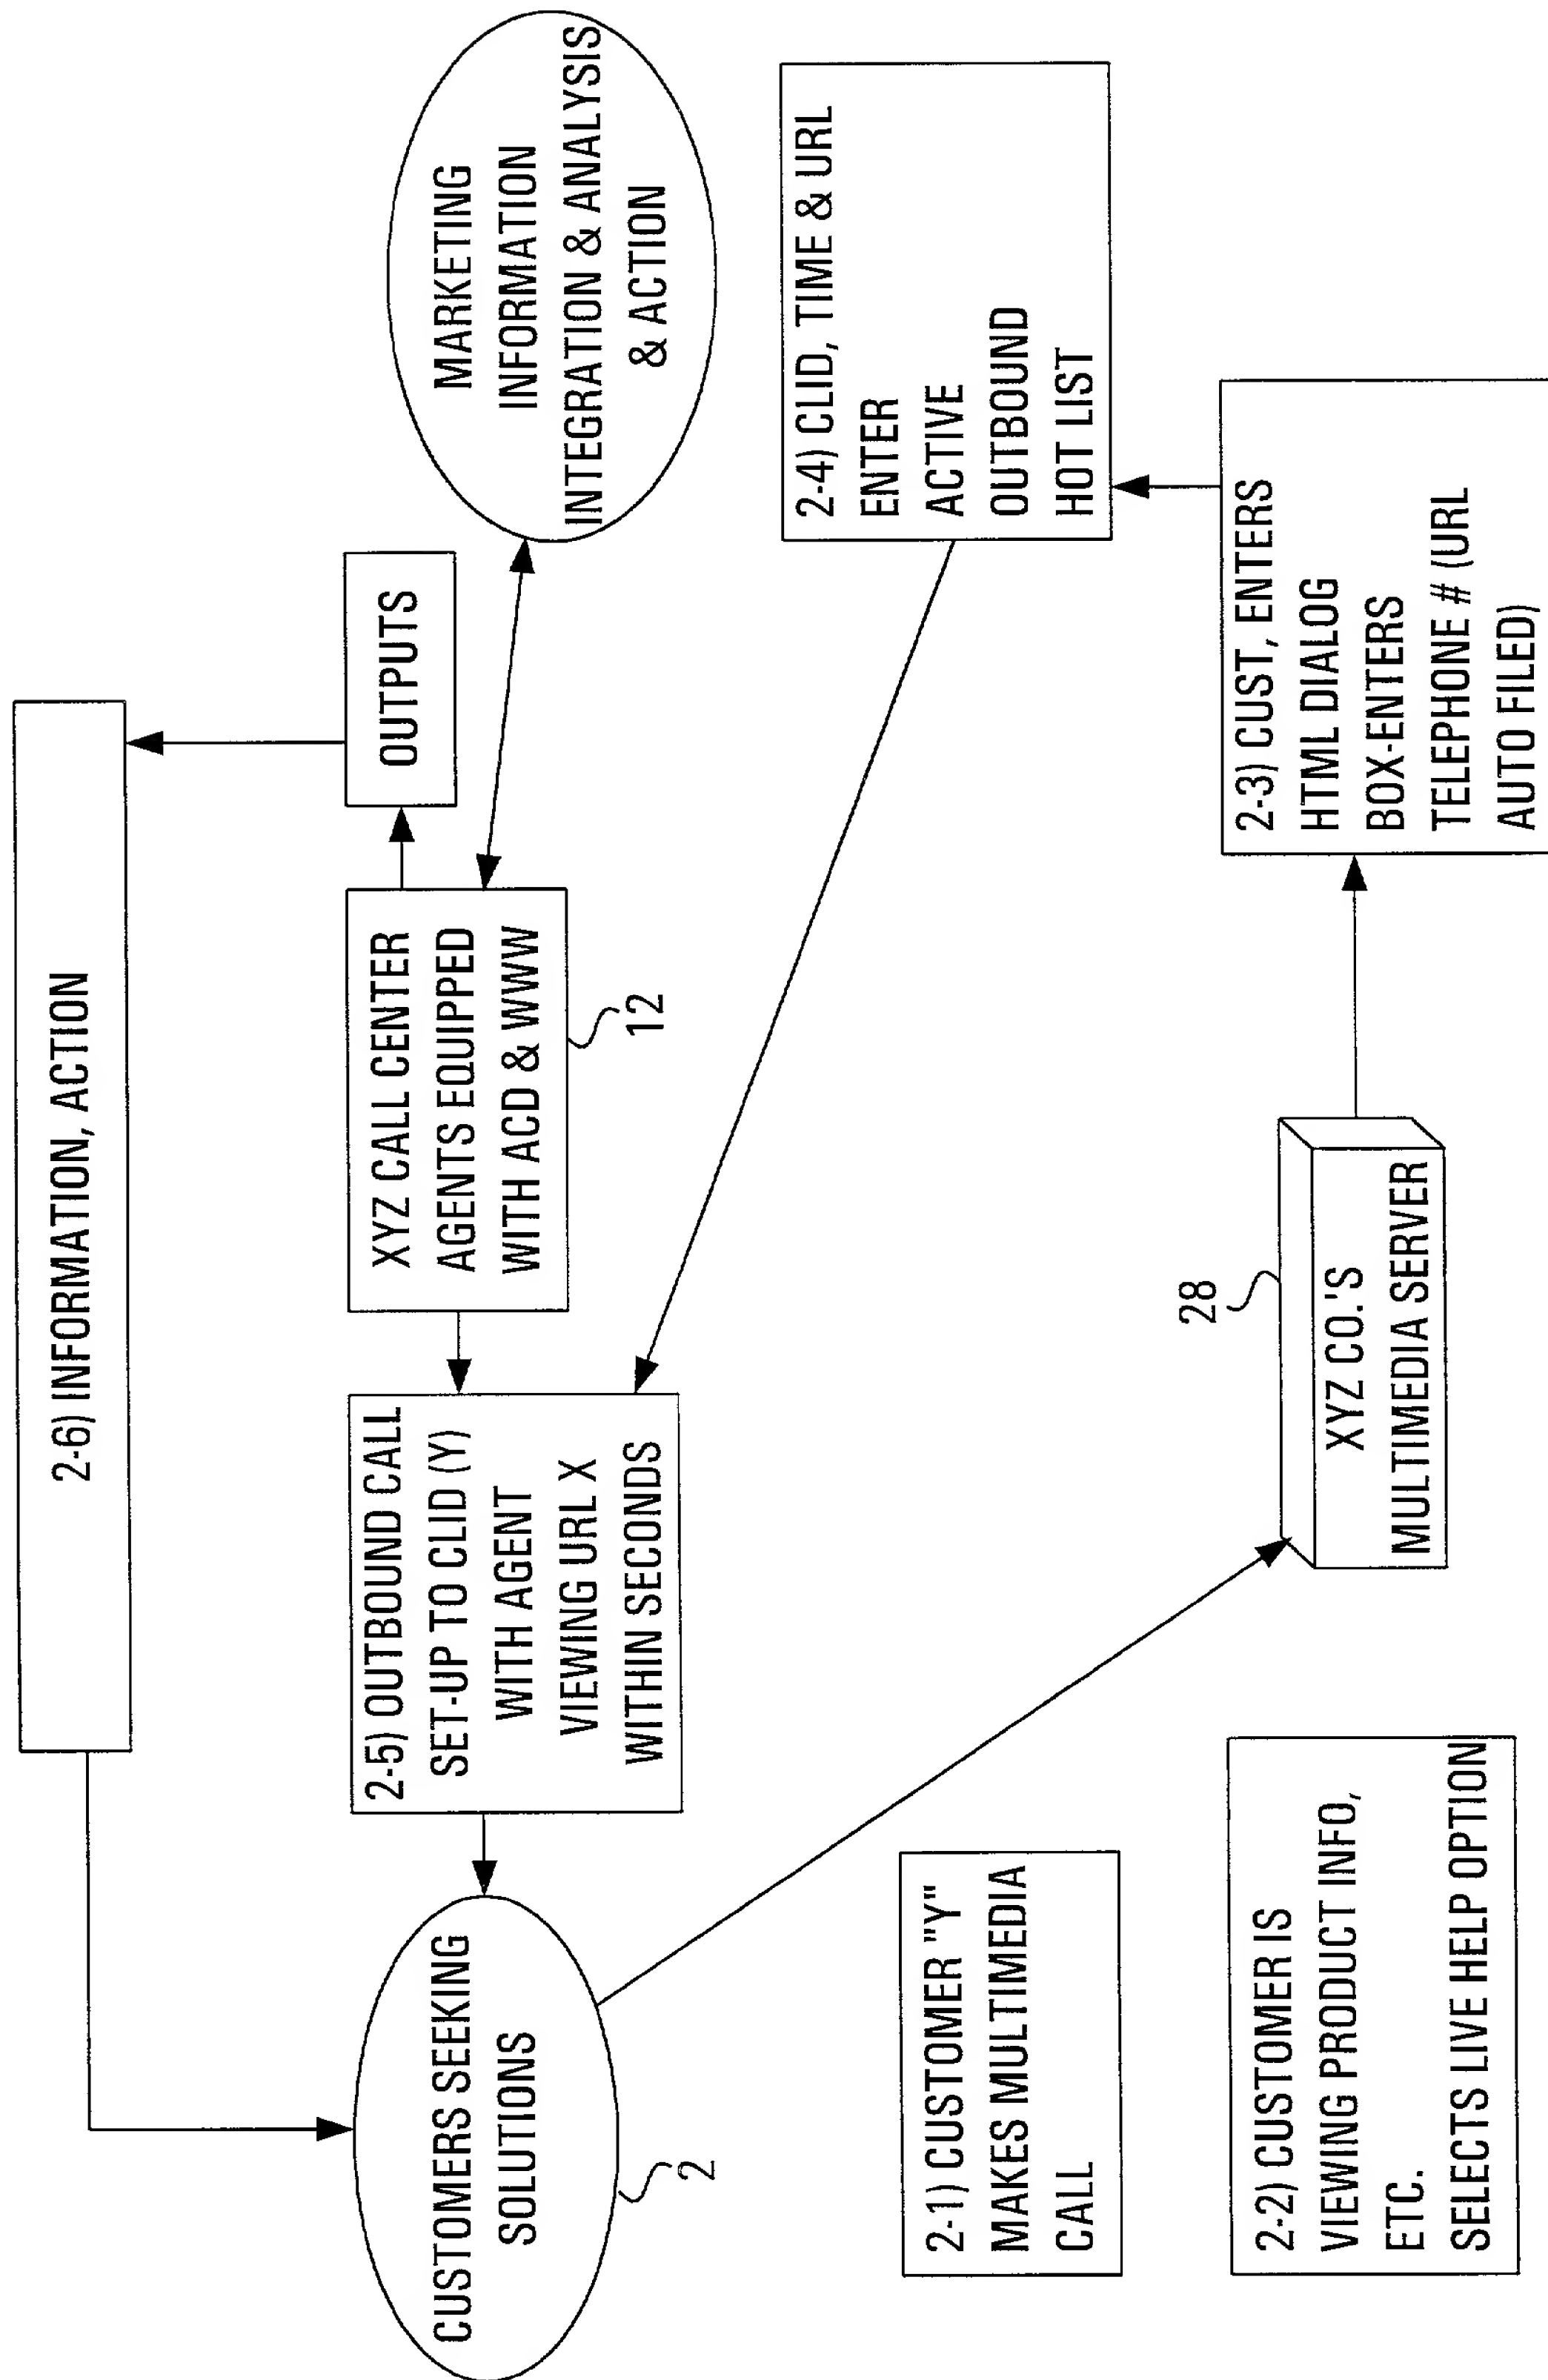 2-6) INFORMATION, ACTION
OUTPUTS
MARKETING
INFORMATION
INTEGRATION & ANALYSIS
& ACTION
XYZ CALL CENTER
AGENTS EQUIPPED
WITH ACD & WWW
12
2-5) OUTBOUND CALL
SET-UP TO CLID (Y)
WITH AGENT
VIEWING URL X
WITHIN SECONDS
CUSTOMERS SEEKING
SOLUTIONS
2
2-4) CLID, TIME & URL
ENTER
ACTIVE
OUTBOUND
HOT LIST
2-1) CUSTOMER "Y"
MAKES MULTIMEDIA
CALL
28
XYZ CO.'S
MULTIMEDIA SERVER
2-3) CUST, ENTERS
HTML DIALOG
BOX-ENTERS
TELEPHONE # (URL
AUTO FILED)
2-2) CUSTOMER IS
VIEWING PRODUCT INFO,
ETC.
SELECTS LIVE HELP OPTION